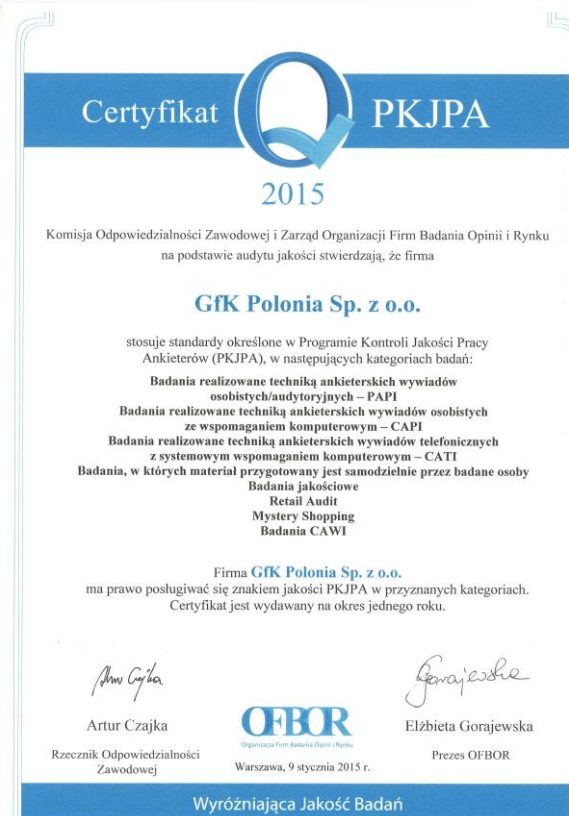 Certyfikat PKJPA
2015
Komisja Odpowiedzialności Zawodowej i Zarząd Organizacji Firm Badania Opinii i Rynku
na podstawie audytu jakości stwierdzają, że firma
GfK Polonia Sp. z o.o.
stosuje standardy określone w Programie Kontroli Jakości Pracy
Ankieterów (PKJPA), w następujących kategoriach badań:
Badania realizowane techniką ankieterskich wywiadów
osobistych/audytoryjnych – PAPI
Badania realizowane techniką ankieterskich wywiadów osobistych
ze wspomaganiem komputerowym – CAPI
Badania realizowane techniką ankieterskich wywiadów telefonicznych
z systemowym wspomaganiem komputerowym – CATI
Badania, w których materiał przygotowany jest samodzielnie przez badane osoby
Badania jakościowe
Retail Audit
Mystery Shopping
Badania CAWI
Firma GfK Polonia Sp. z o.o.
ma prawo posługiwać się znakiem jakości PKJPA w przyznanych kategoriach.
Certyfikat jest wydawany na okres jednego roku.
Artur Czajka
Rzecznik Odpowiedzialności
Zawodowej
OFBOR
Organizacja Firm Badania Opinii i Rynku
Warszawa, 9 stycznia 2015 r.
Gorajewska
Elżbieta Gorajewska
Prezes OFBOR
Wyróżniająca Jakość Badań